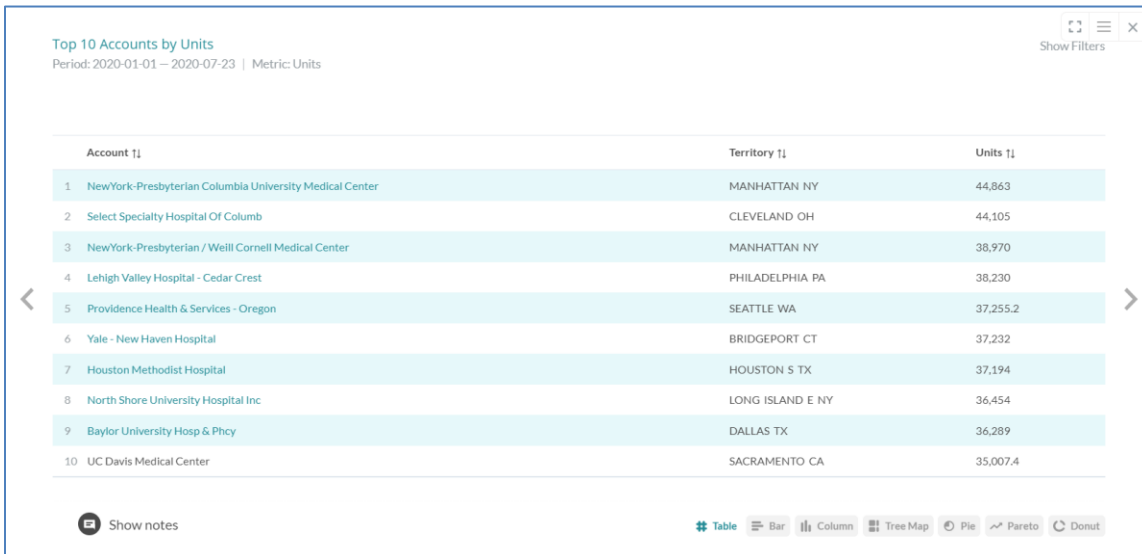 Top 10 Accounts by Units
Show Filters
Period: 2020-01-01 — 2020-07-23 | Metric: Units
Account ↑↓ Territory ↑↓ Units ↑↓
1 NewYork-Presbyterian Columbia University Medical Center MANHATTAN NY 44,863
2 Select Specialty Hospital Of Columb CLEVELAND OH 44,105
3 NewYork-Presbyterian / Weill Cornell Medical Center MANHATTAN NY 38,970
4 Lehigh Valley Hospital - Cedar Crest PHILADELPHIA PA 38,230
5 Providence Health & Services - Oregon SEATTLE WA 37,255.2
6 Yale - New Haven Hospital BRIDGEPORT CT 37,232
7 Houston Methodist Hospital HOUSTON S TX 37,194
8 North Shore University Hospital Inc LONG ISLAND E NY 36,454
9 Baylor University Hosp & Phcy DALLAS TX 36,289
10 UC Davis Medical Center SACRAMENTO CA 35,007.4
Show notes Table Bar Column Tree Map Pie Pareto Donut